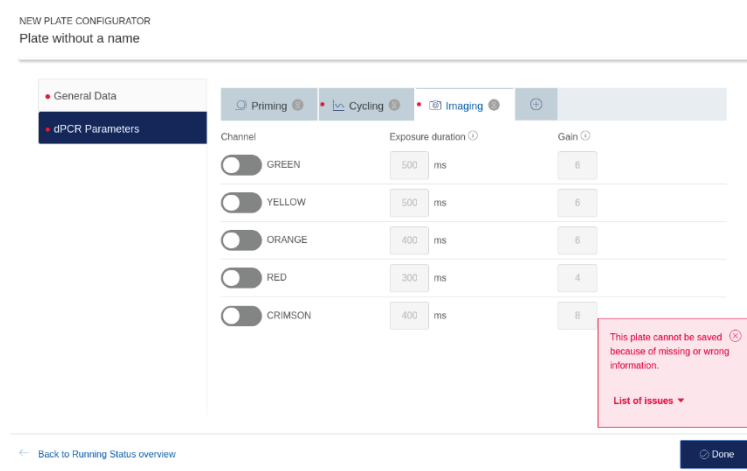 NEW PLATE CONFIGURATOR
Plate without a name
General Data
dPCR Parameters
Priming
Cycling
Imaging
Channel Exposure duration Gain
GREEN 500 ms 6
YELLOW 500 ms 6
ORANGE 400 ms 6
RED 300 ms 4
CRIMSON 400 ms 8
This plate cannot be saved
because of missing or wrong
information.
List of issues
Back to Running Status overview
Done